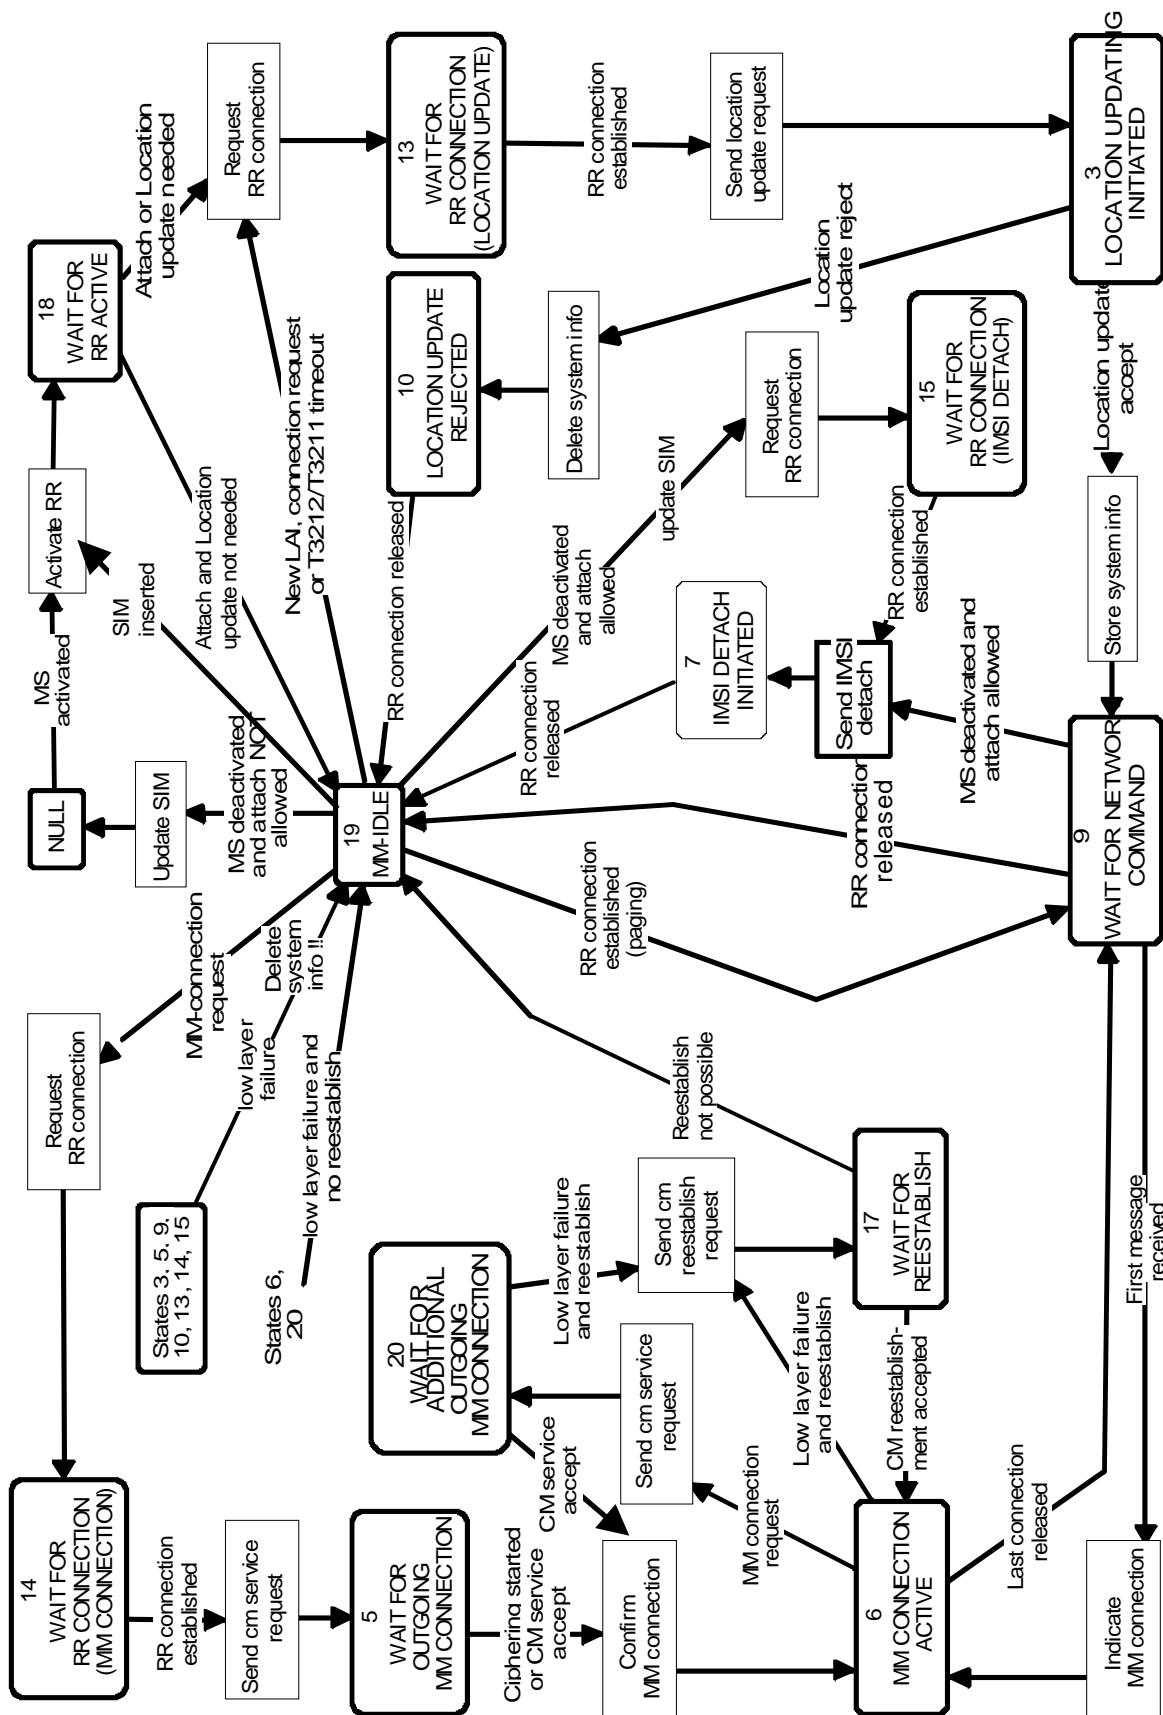 14
WAIT FOR
RR CONNECTION
(MM CONNECTION)
RR connection
established
Send cm service
request
5
WAIT FOR
OUTGOING
MM CONNECTION
Ciphering started
or CM service
accept
Confirm
MM connection
6
MM CONNECTION
ACTIVE
Indicate
MM connection
Request
RR connection
States 3, 5, 9,
10, 13, 14, 15
States 6,
20
20
WAIT FOR
ADDITIONAL
OUTGOING
MM CONNECTION
CM service
accept
Send cm service
request
MM connection
request
Low layer failure
and reestablish
Send cm
reestablish
request
Low layer failure
and reestablish
17
WAIT FOR
REESTABLISH
CM reestablish-
ment accepted
Last connection
released
First message
received
MM-connection
request
low layer
failure
Delete
system
info !!
low layer failure and
no reestablish
Reestablish
not possible
RR connection
established
(paging)
NULL
Update SIM
MS deactivated
and attach NOT
allowed
19
MM-IDLE
RR connection
released
9
WAIT FOR NETWORK
COMMAND
MS
activated
SIM
inserted
Activate RR
Attach and Location
update not needed
New LAI, connection request
or T3212/T3211 timeout
RR connection released
MS deactivated
and attach
allowed
update SIM
RR connection
released
7
IMSI DETACH
INITIATED
Send IMSI
detach
MS deactivated and
attach allowed
RR connection
established
Store system info
18
WAIT FOR
RR ACTIVE
Attach or Location
update needed
Request
RR connection
13
WAIT FOR
RR CONNECTION
(LOCATION UPDATE)
RR connection
established
Send location
update request
10
LOCATION UPDATE
REJECTED
Delete system info
Location
update reject
Request
RR connection
15
WAIT FOR
RR CONNECTION
(IMSI DETACH)
Location update
accept
3
LOCATION UPDATING
INITIATED